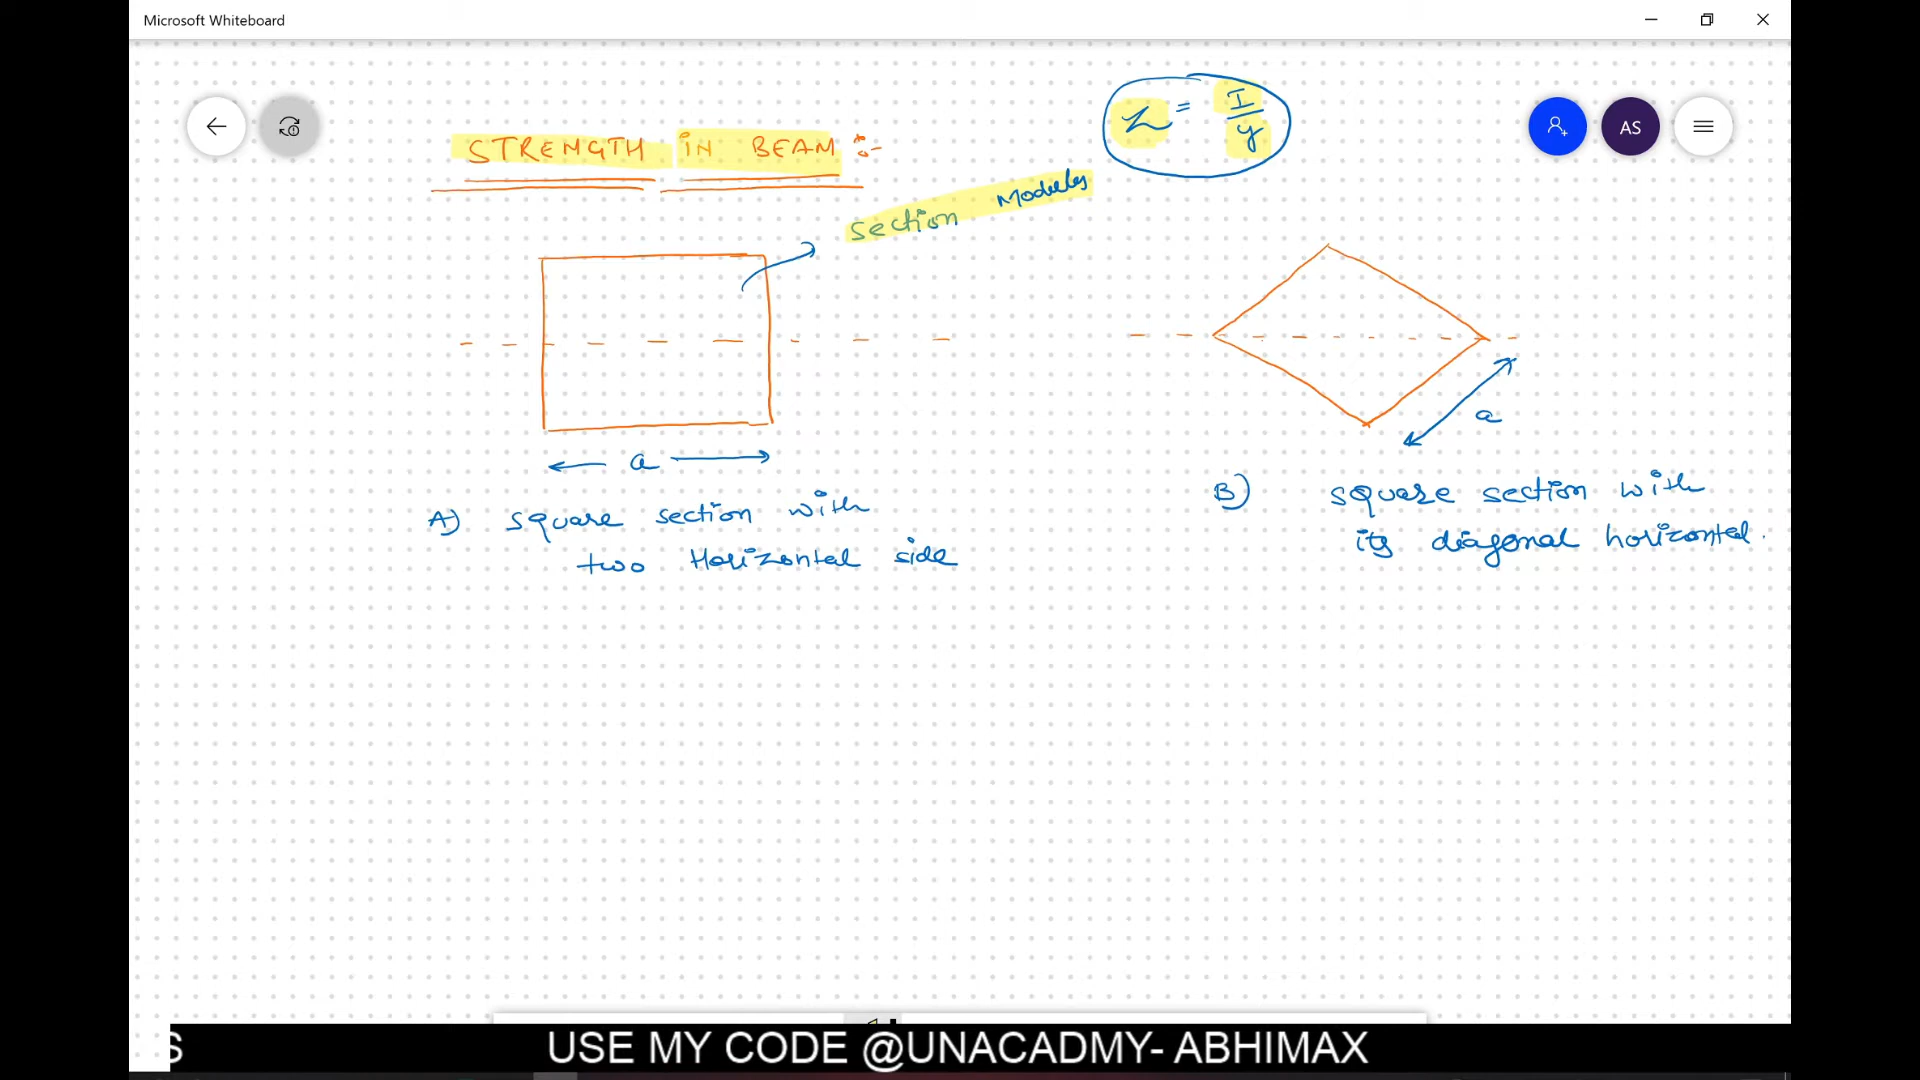 Microsoft Whiteboard
Z = I/y
STRENGTH IN BEAM :-
AS
section Modulus
a
a
A) square section with
two Horizontal side
B) square section with
its diagonal horizontal.
S
USE MY CODE @UNACADMY- ABHIMAX